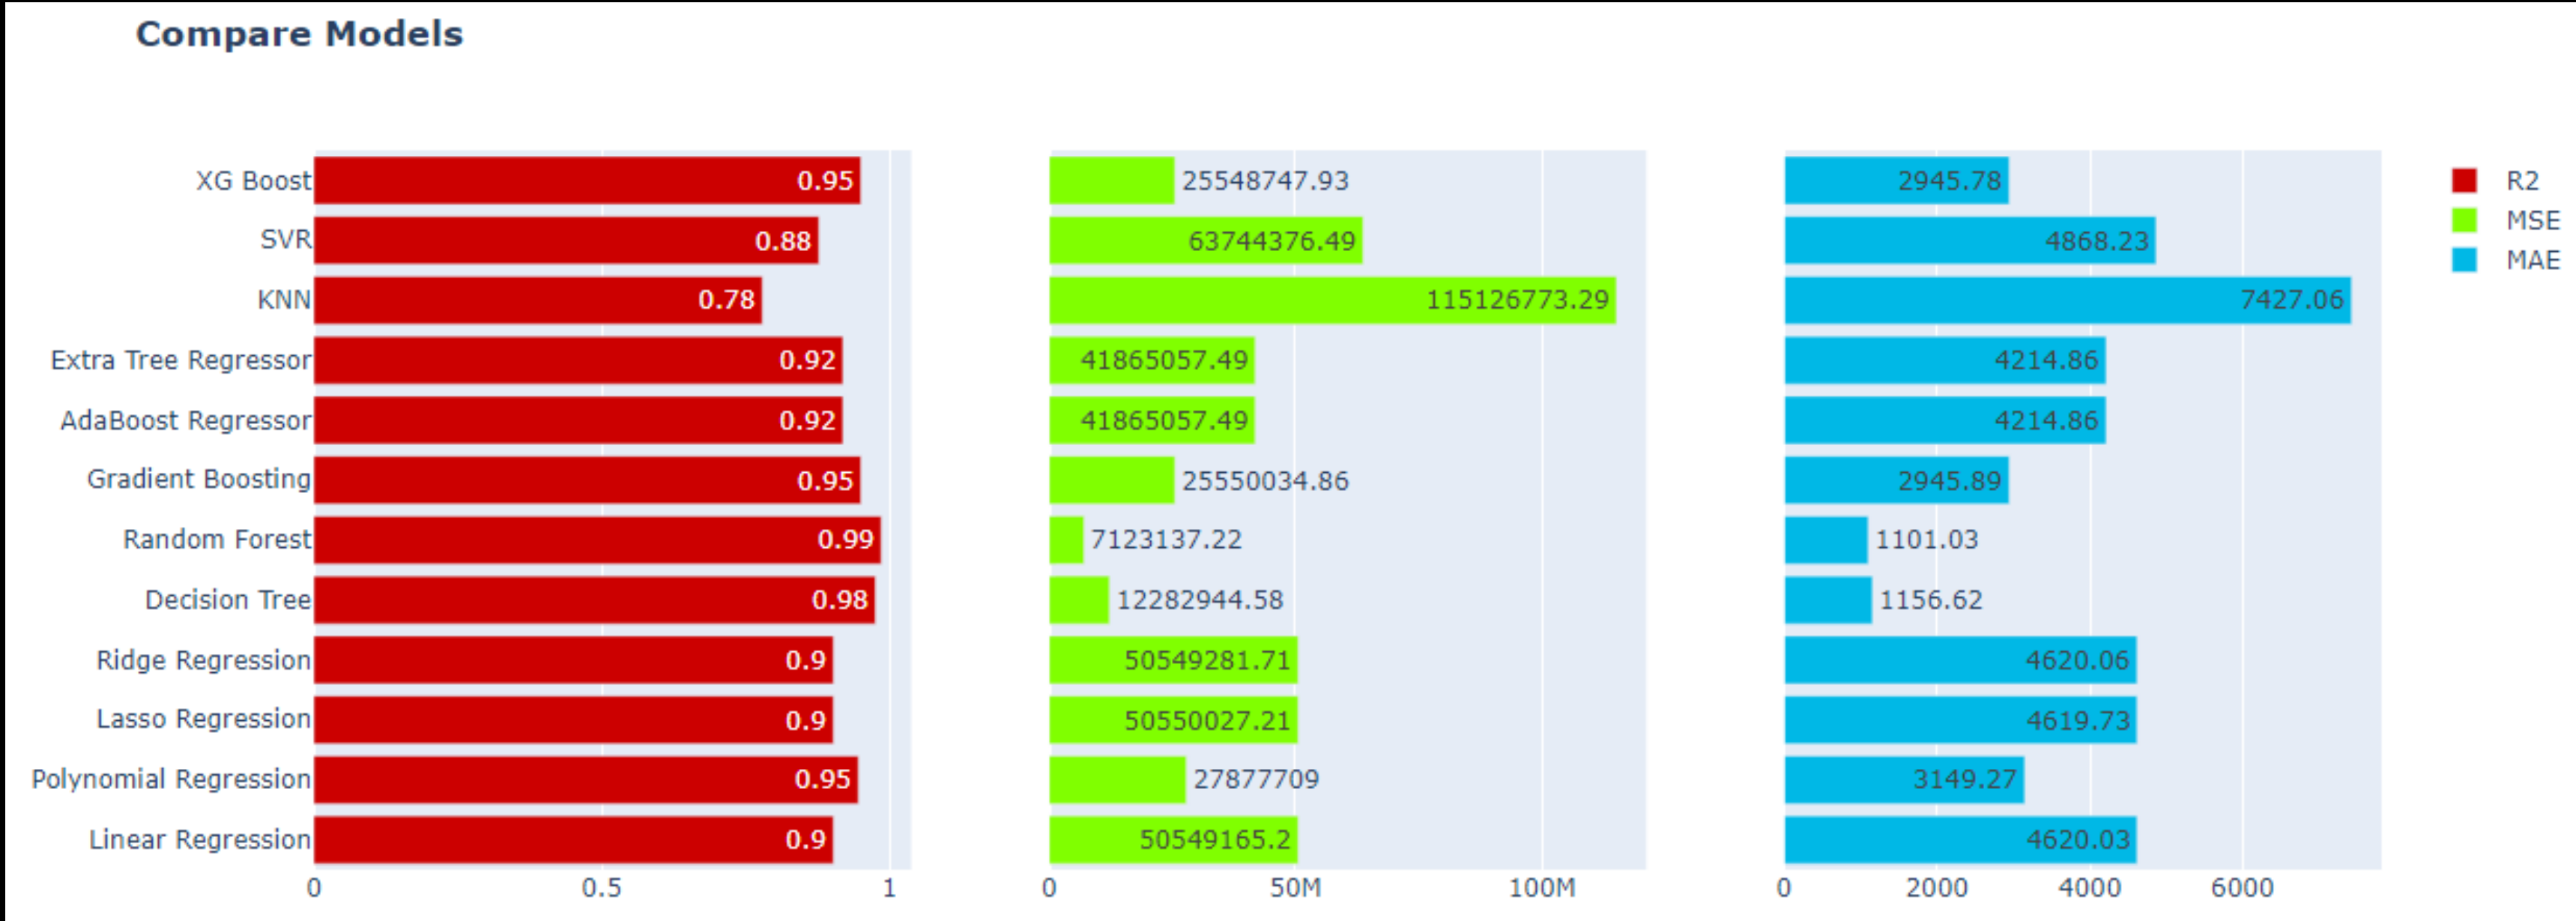 Compare Models
XG Boost 0.95 25548747.93 2945.78 R2
SVR 0.88 63744376.49 4868.23 MSE
KNN 0.78 115126773.29 7427.06 MAE
Extra Tree Regressor 0.92 41865057.49 4214.86
AdaBoost Regressor 0.92 41865057.49 4214.86
Gradient Boosting 0.95 25550034.86 2945.89
Random Forest 0.99 7123137.22 1101.03
Decision Tree 0.98 12282944.58 1156.62
Ridge Regression 0.9 50549281.71 4620.06
Lasso Regression 0.9 50550027.21 4619.73
Polynomial Regression 0.95 27877709 3149.27
Linear Regression 0.9 50549165.2 4620.03
0 0.5 1 0 50M 100M 0 2000 4000 6000